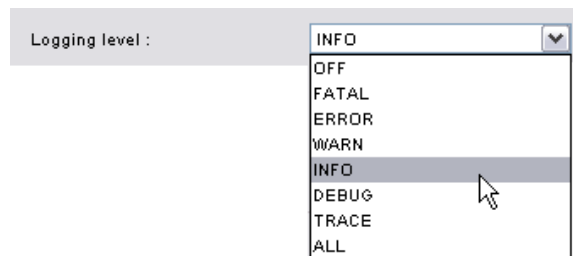 Logging level :
INFO
OFF
FATAL
ERROR
WARN
INFO
DEBUG
TRACE
ALL